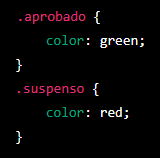 .aprobado {
    color: green;
}
.suspenso {
    color: red;
}